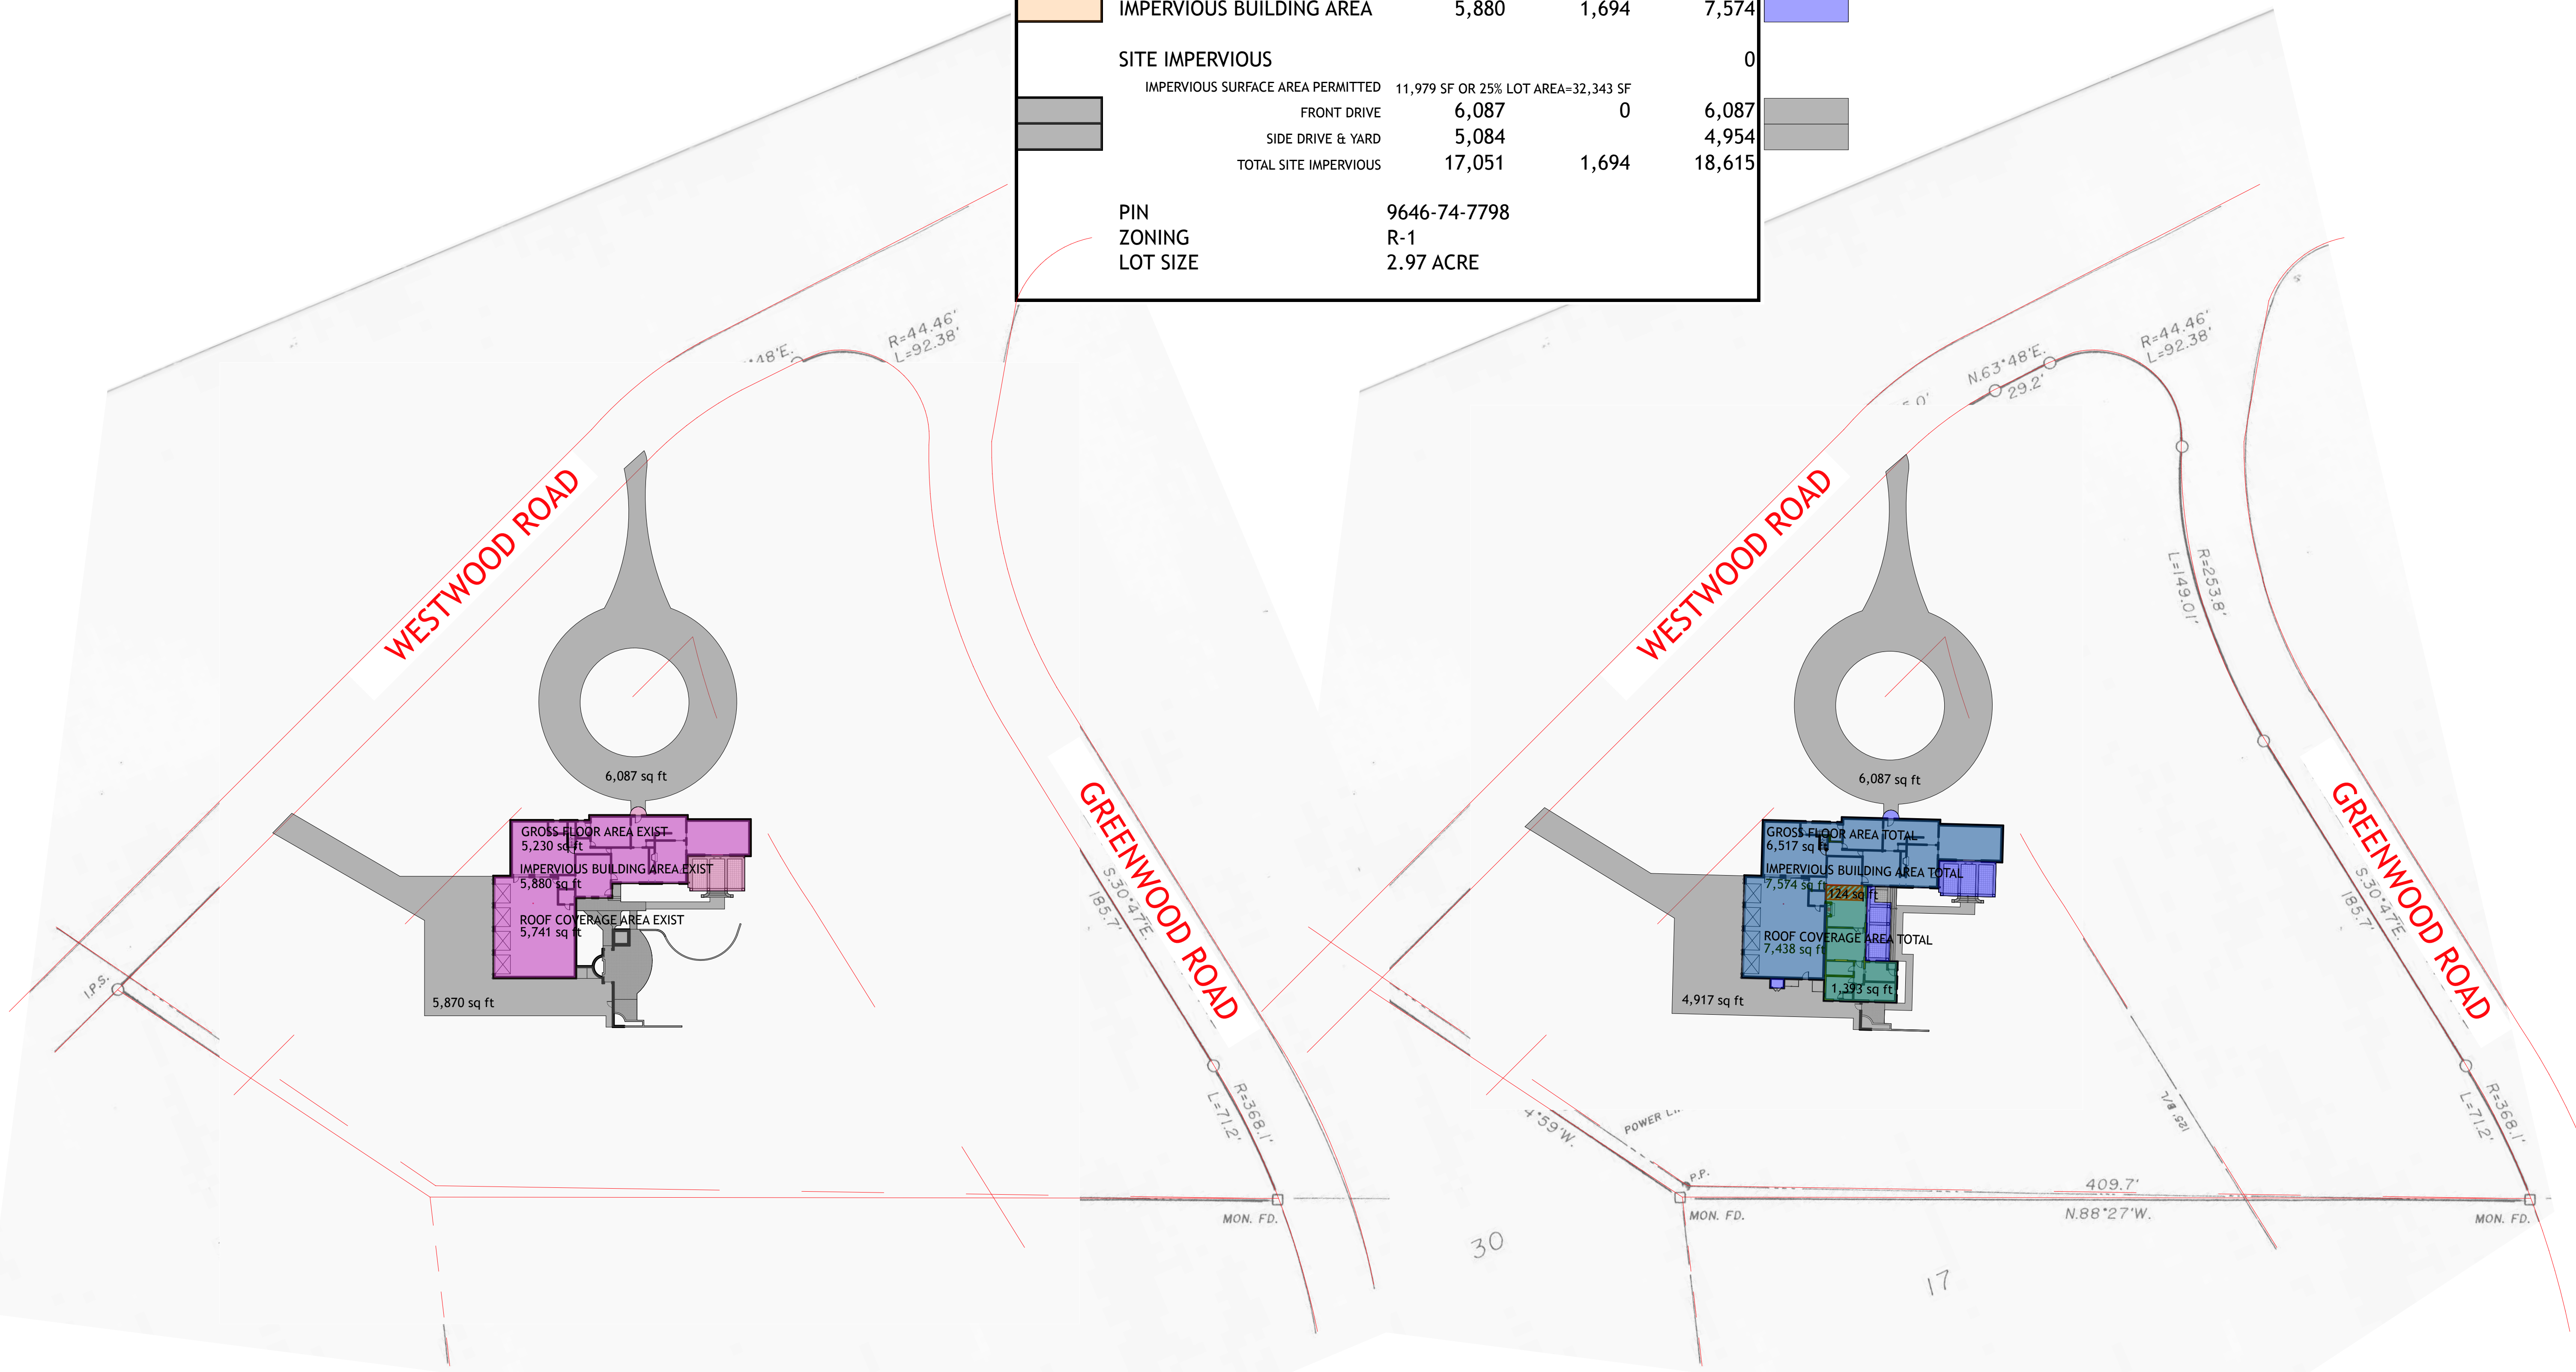 IMPERVIOUS BUILDING AREA 5,880 1,694 7,574
SITE IMPERVIOUS 0
IMPERVIOUS SURFACE AREA PERMITTED 11,979 SF OR 25% LOT AREA=32,343 SF
FRONT DRIVE 6,087 0 6,087
SIDE DRIVE & YARD 5,084 4,954
TOTAL SITE IMPERVIOUS 17,051 1,694 18,615
PIN 9646-74-7798
ZONING R-1
LOT SIZE 2.97 ACRE
°48'E.
R=44.46'
L=92.38'
WESTWOOD ROAD
6,087 sq ft
GROSS FLOOR AREA EXIST
5,230 sq ft
IMPERVIOUS BUILDING AREA EXIST
5,880 sq ft
ROOF COVERAGE AREA EXIST
5,741 sq ft
5,870 sq ft
I.P.S.
GREENWOOD ROAD
S.30°47'E.
185.7'
R=368.1'
L=71.2'
MON. FD.
N.63°48'E.
29.2'
R=44.46'
L=92.38'
WESTWOOD ROAD
R=253.8'
L=149.01'
6,087 sq ft
GROSS FLOOR AREA TOTAL
6,517 sq ft
IMPERVIOUS BUILDING AREA TOTAL
7,574 sq ft
124 sq ft
ROOF COVERAGE AREA TOTAL
7,438 sq ft
1,393 sq ft
4,917 sq ft
GREENWOOD ROAD
S.30°47'E.
185.7'
R=368.1'
L=71.2'
125' B/L
4°59'W.
POWER
P.P.
MON. FD.
409.7'
N.88°27'W.
MON. FD.
30
17